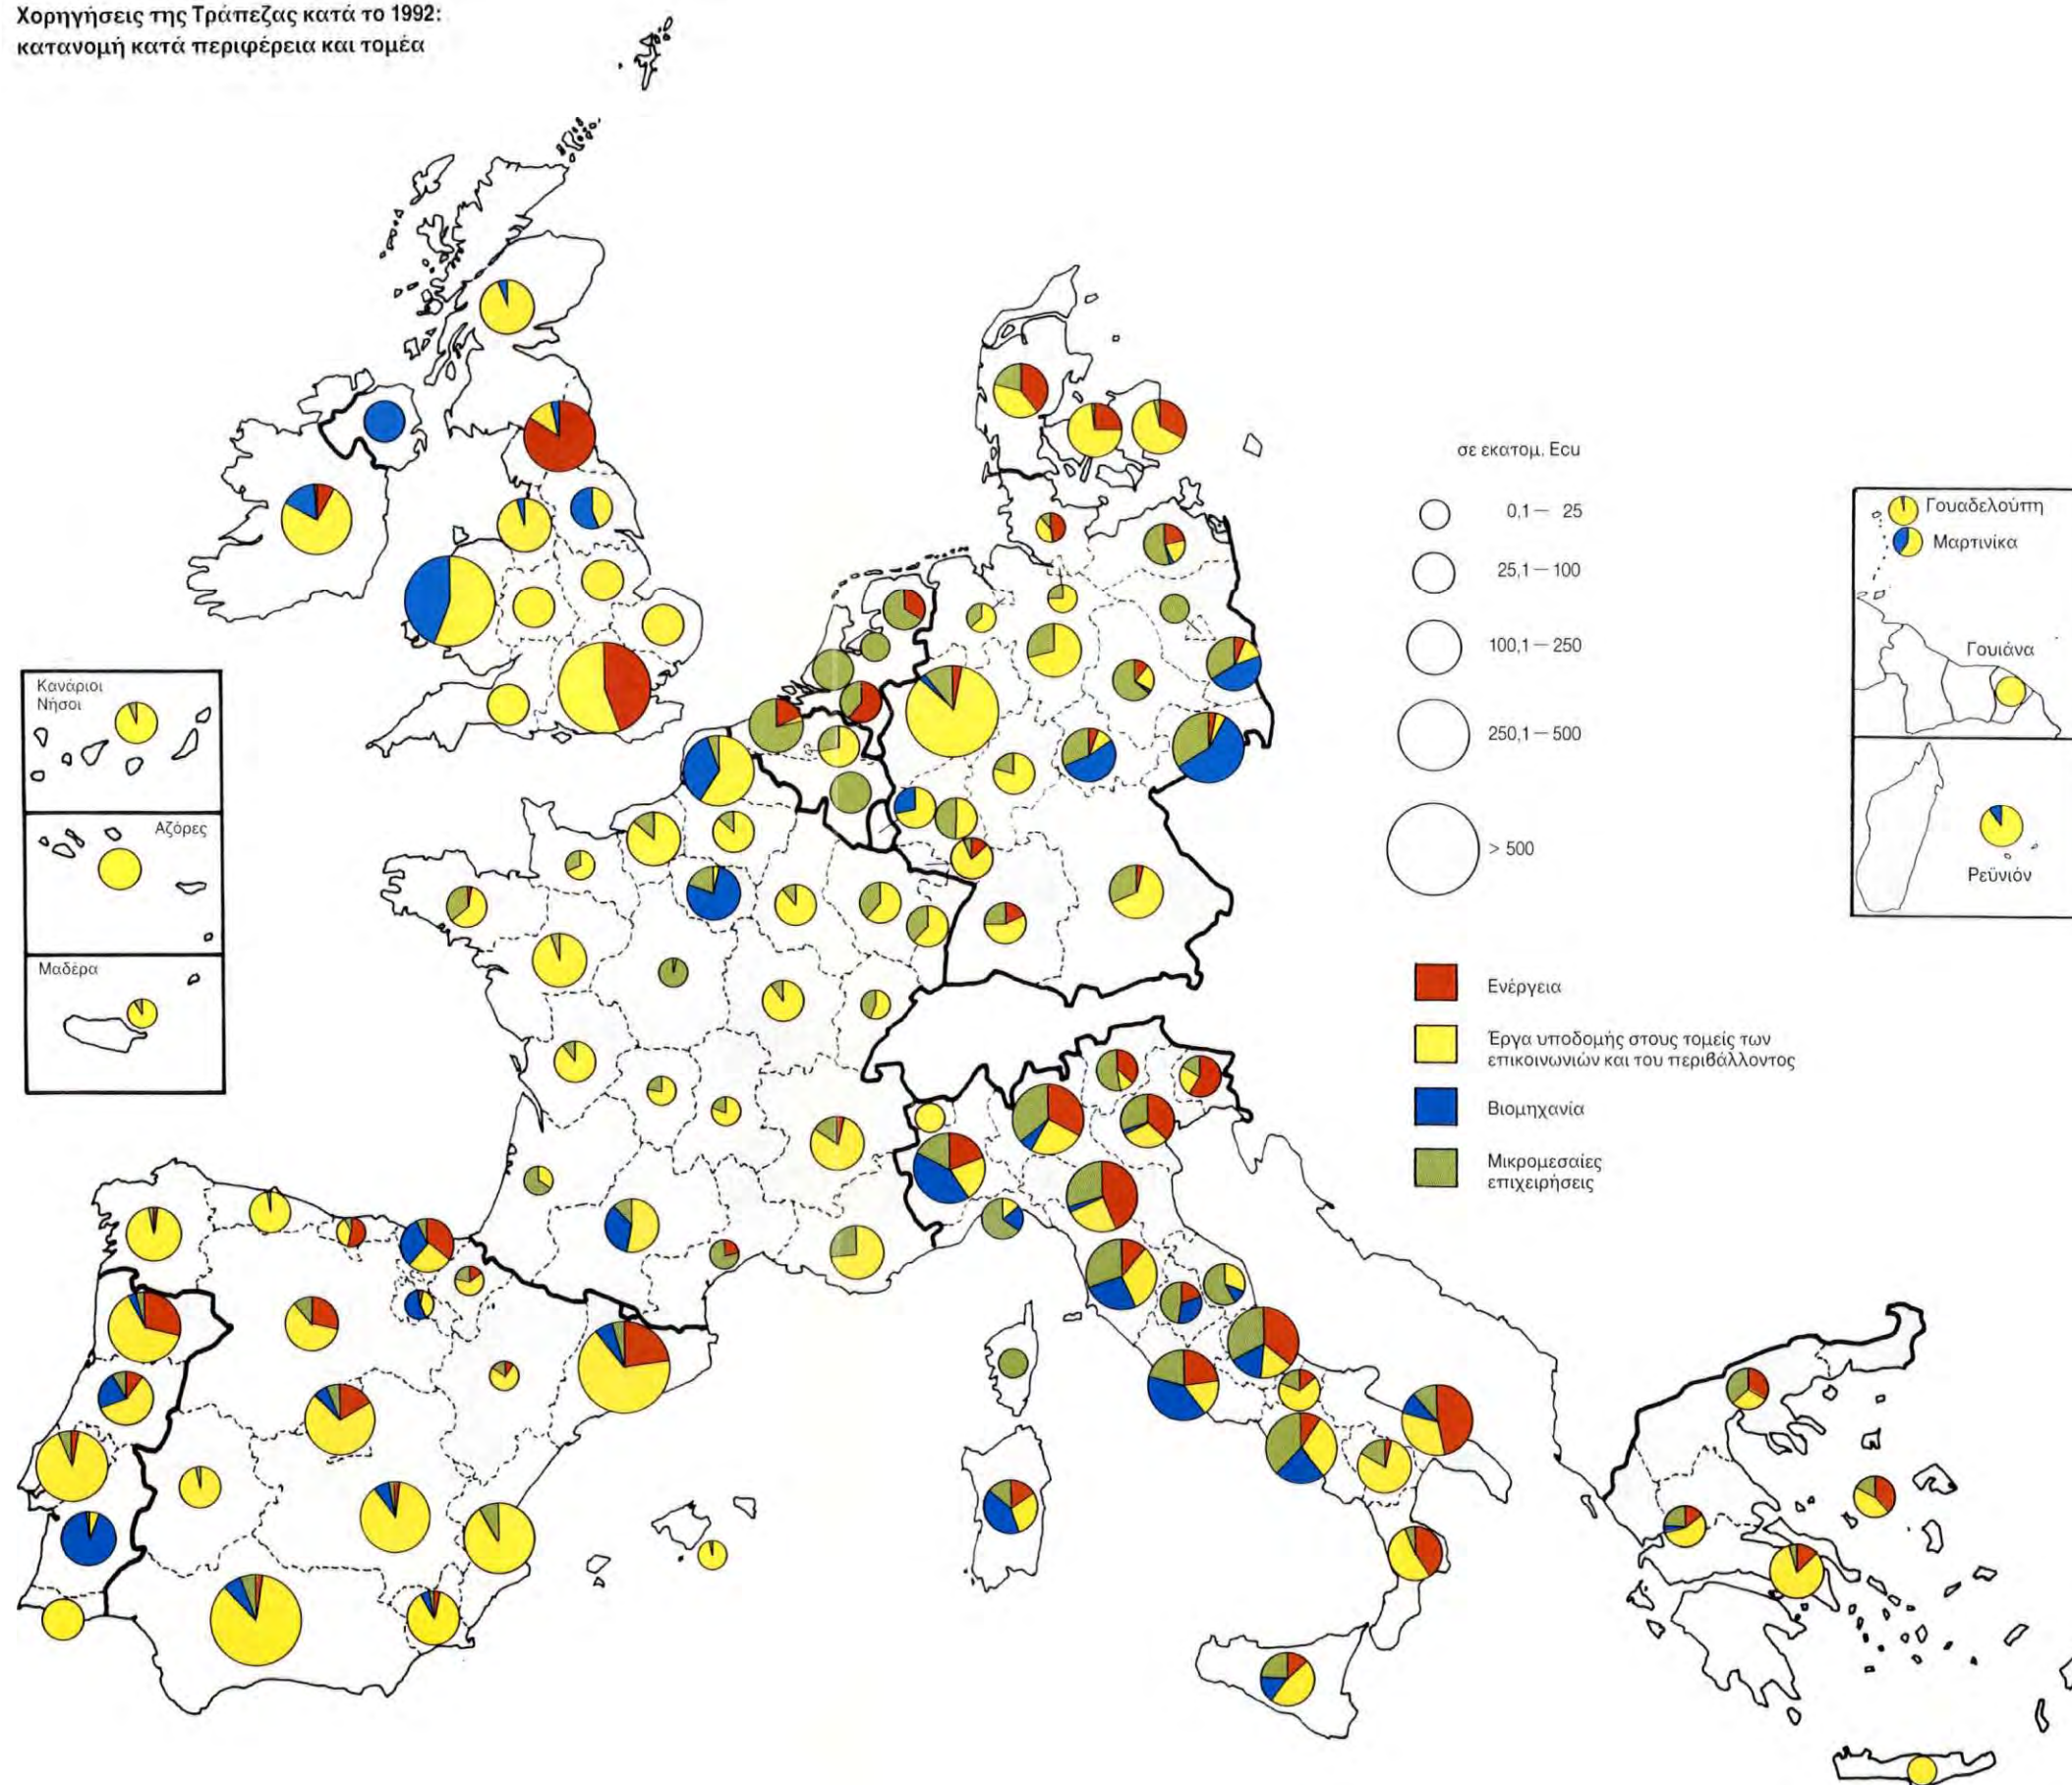 Χορηγήσεις της Τράπεζας κατά το 1992:
κατανομή κατά περιφέρεια και τομέα
σε εκατομ. Ecu
0,1 — 25
25,1 — 100
100,1 — 250
250,1 — 500
> 500
Γουαδελούπη
Μαρτινίκα
Γουιάνα
Ρεϋνιόν
Κανάριοι
Νήσοι
Αζόρες
Μαδέρα
Ενέργεια
Έργα υποδομής στους τομείς των
επικοινωνιών και του περιβάλλοντος
Βιομηχανία
Μικρομεσαίες
επιχειρήσεις